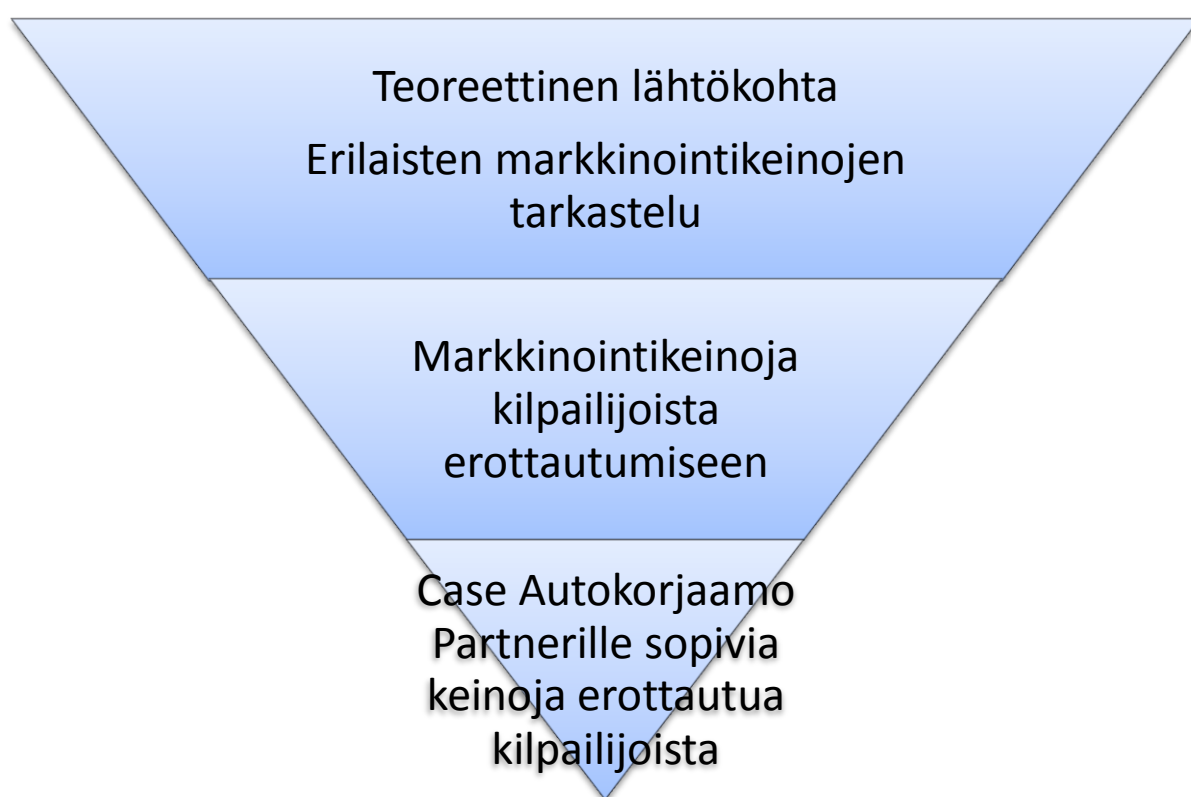 Teoreettinen lähtökohta
Erilaisten markkinointikeinojen
tarkastelu
Markkinointikeinoja
kilpailijoista
erottautumiseen
Case Autokorjaamo
Partnerille sopivia
keinoja erottautua
kilpailijoista